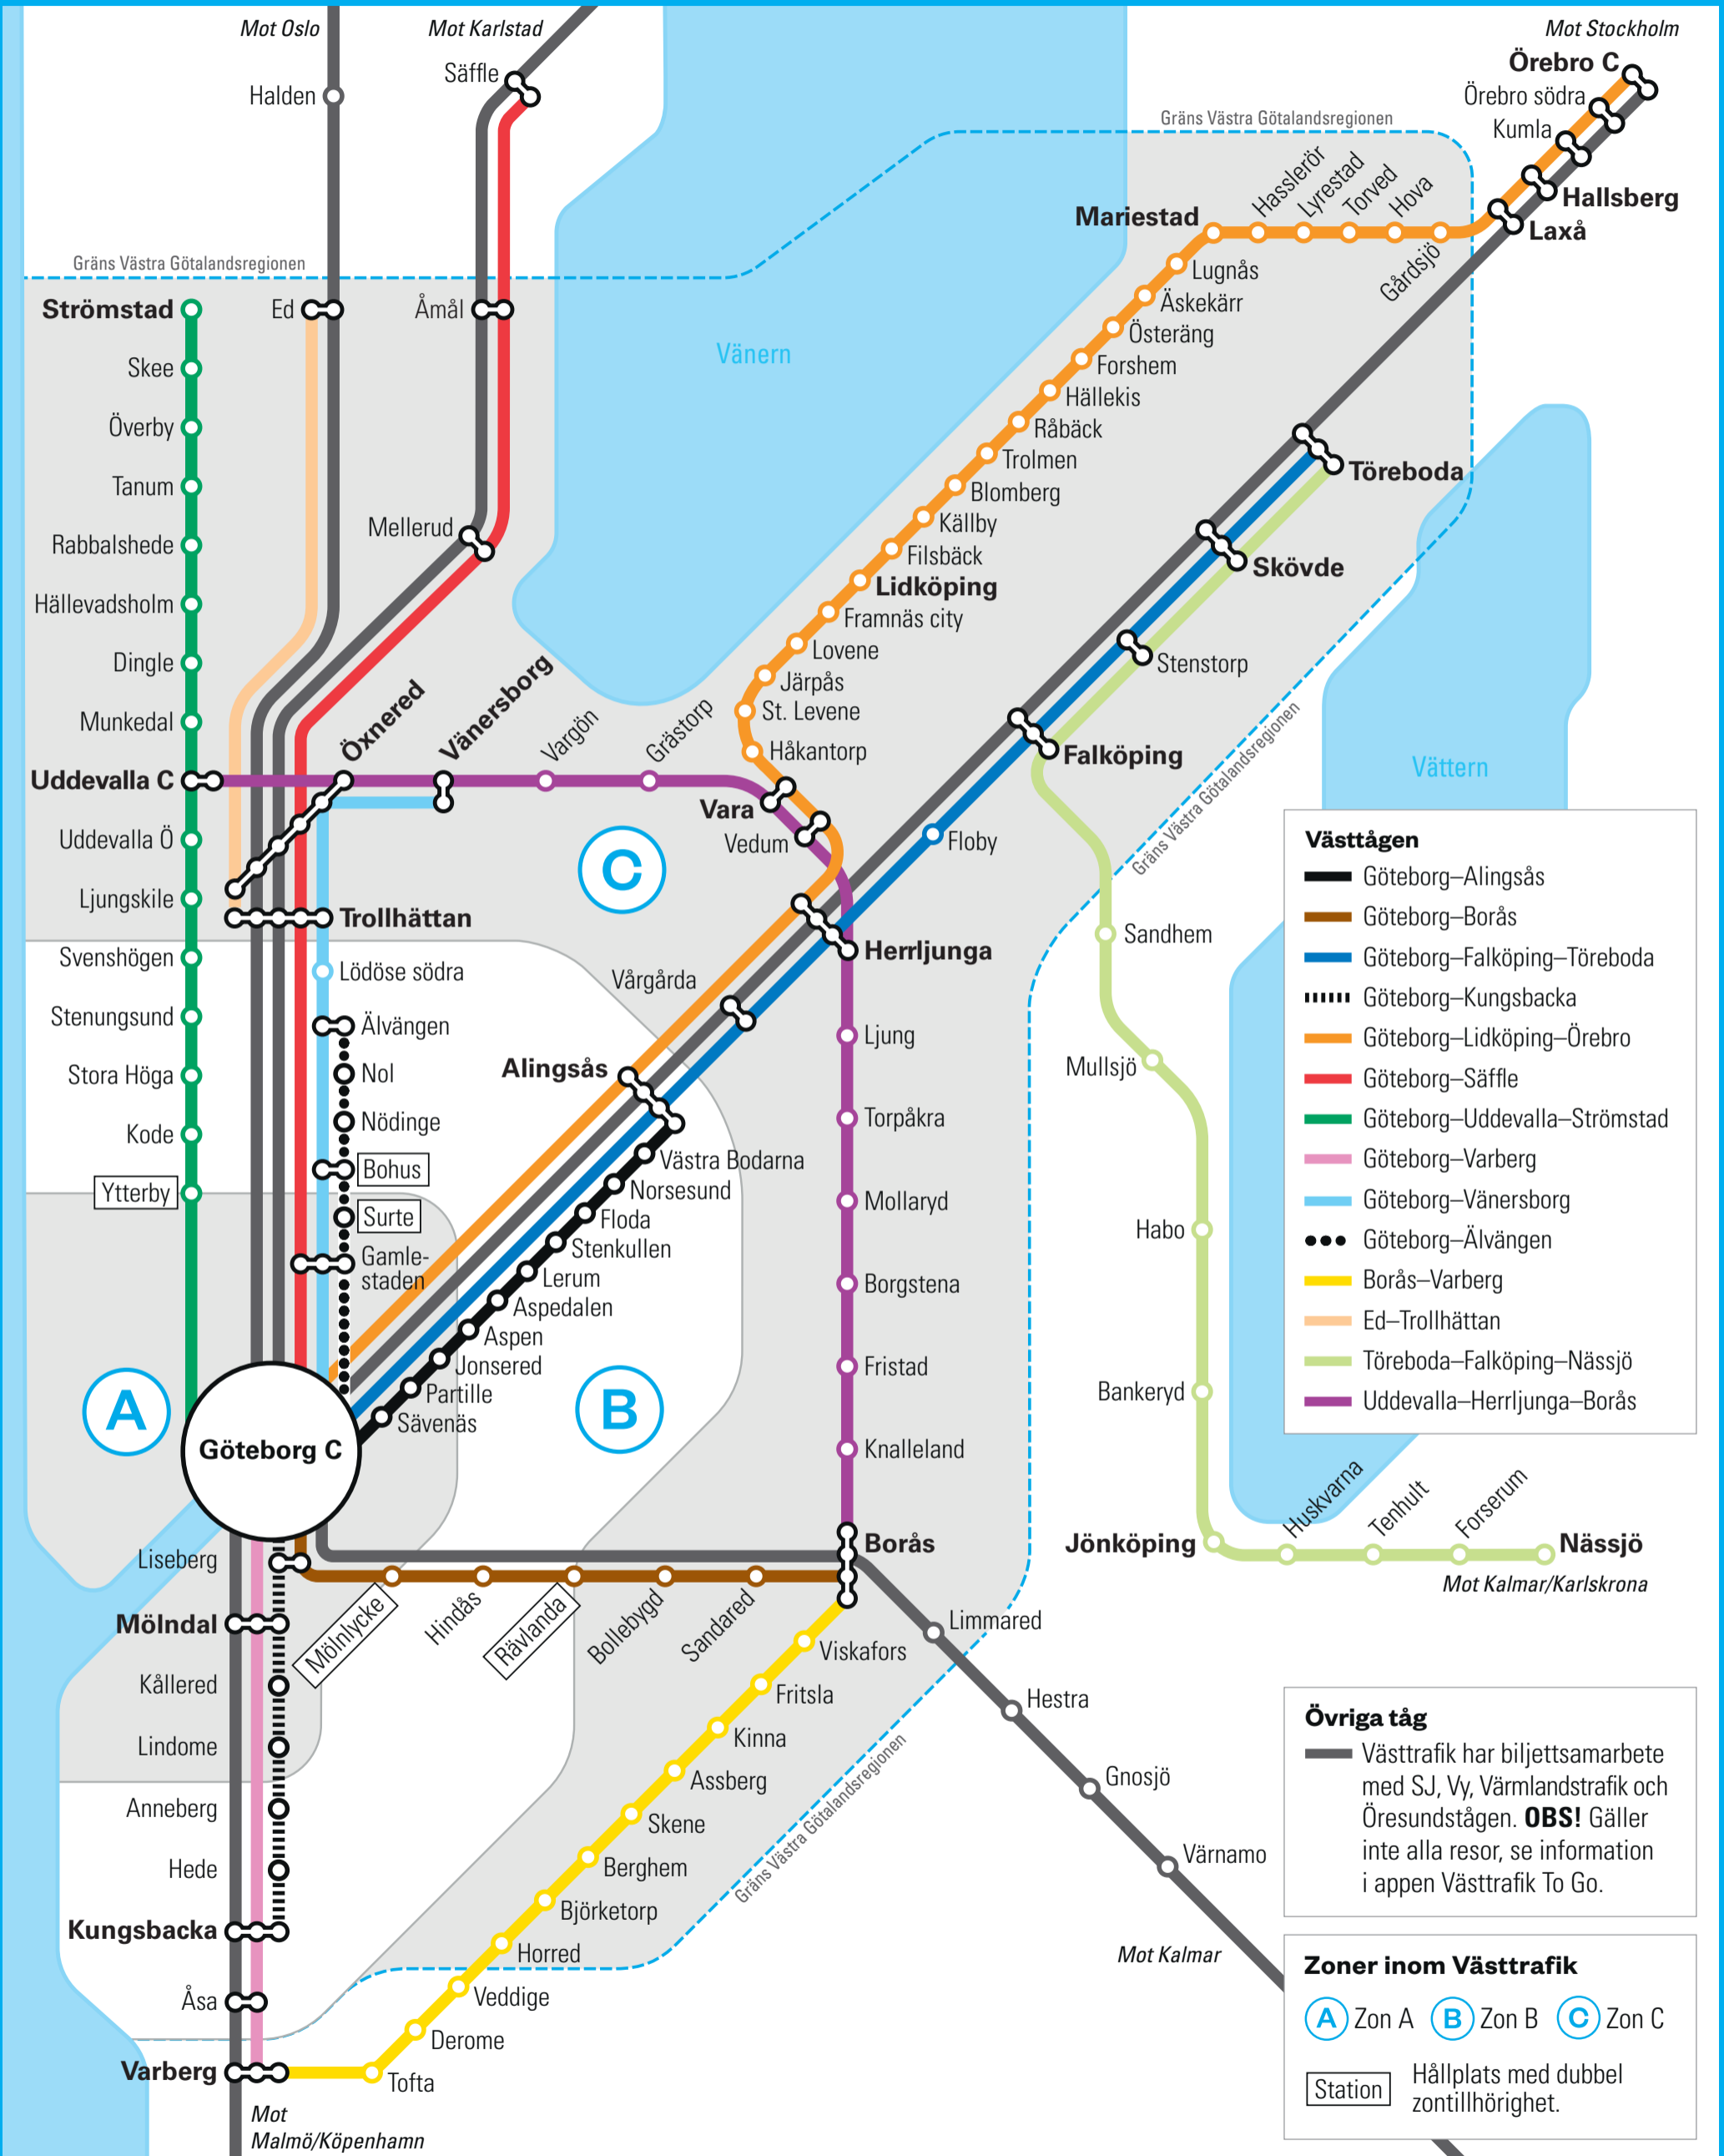 Mot Oslo
Mot Karlstad
Mot Stockholm
Halden
Säffle
Örebro C
Örebro södra
Kumla
Hallsberg
Laxå
Gräns Västra Götalandsregionen
Gräns Västra Götalandsregionen
Mariestad
Hasslerör
Lyrestad
Torved
Hova
Gårdsjö
Lugnås
Äskekärr
Österäng
Forshem
Hällekis
Råbäck
Trolmen
Blomberg
Källby
Filsbäck
Lidköping
Framnäs city
Lovene
Järpås
St. Levene
Håkantorp
Vara
Vedum
Strömstad
Skee
Överby
Tanum
Rabbalshede
Hällevadsholm
Dingle
Munkedal
Uddevalla C
Uddevalla Ö
Ljungskile
Svenshögen
Stenungsund
Stora Höga
Kode
Ytterby
Ed
Åmål
Mellerud
Vänern
Öxnered
Vänersborg
Vargön
Grästorp
Trollhättan
Lödöse södra
Älvängen
Nol
Nödinge
Bohus
Surte
Gamle-
staden
C
Töreboda
Skövde
Stenstorp
Falköping
Floby
Gräns Västra Götalandsregionen
Vättern
Herrljunga
Vårgårda
Alingsås
Västra Bodarna
Norsesund
Floda
Stenkullen
Lerum
Aspedalen
Aspen
Jonsered
Partille
Sävenäs
A
B
Göteborg C
Ljung
Torpåkra
Mollaryd
Borgstena
Fristad
Knalleland
Borås
Sandhem
Mullsjö
Habo
Bankeryd
Jönköping
Huskvarna
Tenhult
Forserum
Nässjö
Mot Kalmar/Karlskrona
Västtågen
Göteborg–Alingsås
Göteborg–Borås
Göteborg–Falköping–Töreboda
Göteborg–Kungsbacka
Göteborg–Lidköping–Örebro
Göteborg–Säffle
Göteborg–Uddevalla–Strömstad
Göteborg–Varberg
Göteborg–Vänersborg
Göteborg–Älvängen
Borås–Varberg
Ed–Trollhättan
Töreboda–Falköping–Nässjö
Uddevalla–Herrljunga–Borås
Liseberg
Mölndal
Kållered
Lindome
Anneberg
Hede
Kungsbacka
Åsa
Varberg
Mot
Malmö/Köpenhamn
Mölnlycke
Hindås
Rävlanda
Bollebygd
Sandared
Viskafors
Fritsla
Kinna
Assberg
Skene
Berghem
Björketorp
Horred
Veddige
Derome
Tofta
Gräns Västra Götalandsregionen
Limmared
Hestra
Gnosjö
Värnamo
Mot Kalmar
Övriga tåg
Västtrafik har biljettsamarbete
med SJ, Vy, Värmlandstrafik och
Öresundstågen. OBS! Gäller
inte alla resor, se information
i appen Västtrafik To Go.
Zoner inom Västtrafik
A Zon A B Zon B C Zon C
Station
Hållplats med dubbel
zontillhörighet.